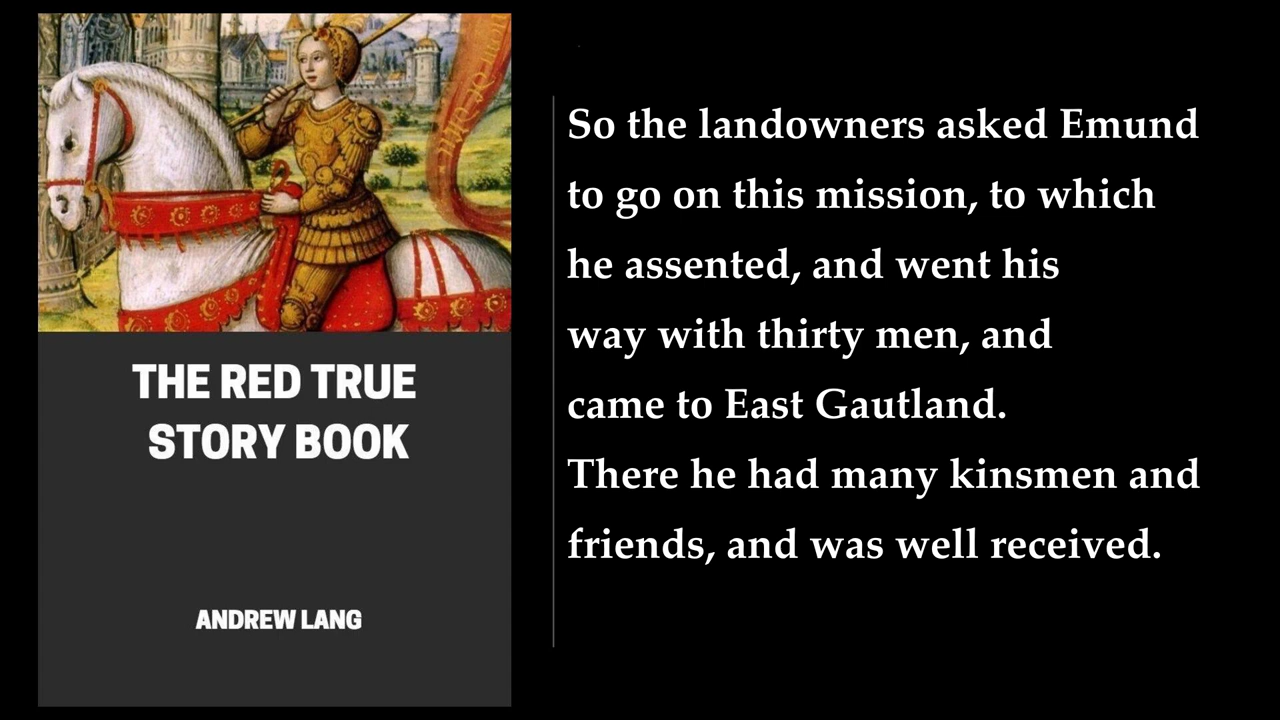 THE RED TRUE
STORY BOOK
ANDREW LANG
So the landowners asked Emund
to go on this mission, to which
he assented, and went his
way with thirty men, and
came to East Gautland.
There he had many kinsmen and
friends, and was well received.